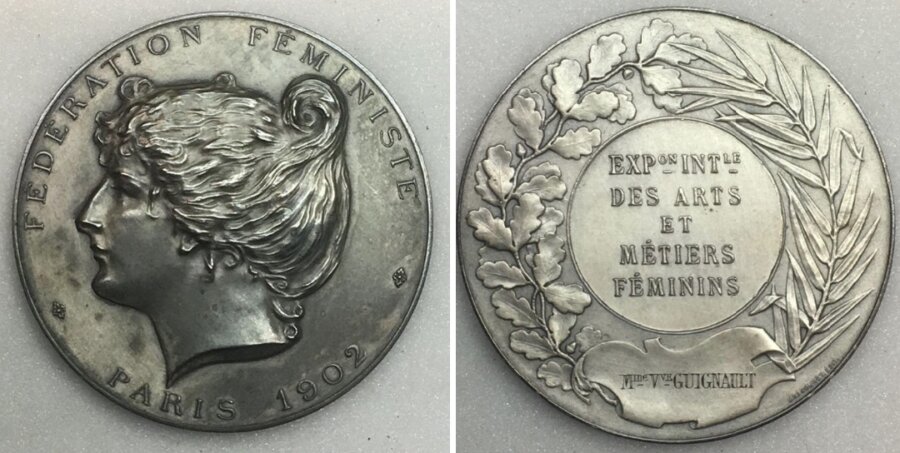 FÉDÉRATION FÉMINISTE
PARIS 1902
EXPᴼᴺ INTᴸᴱ
DES ARTS
ET
MÉTIERS
FÉMININS
Mᵐᵉ Vᵛᴱ GUIGNAULT